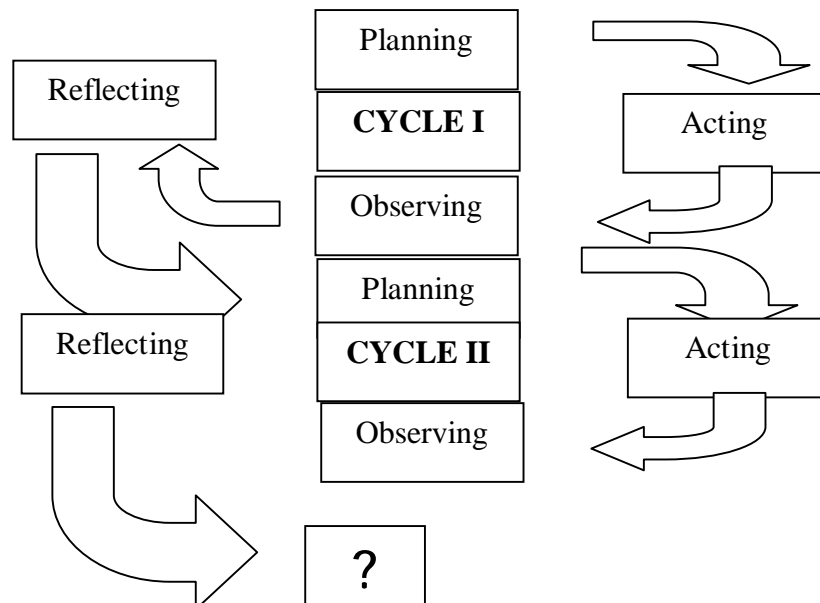 Planning
Reflecting
CYCLE I
Acting
Observing
Planning
Reflecting
CYCLE II
Acting
Observing
?